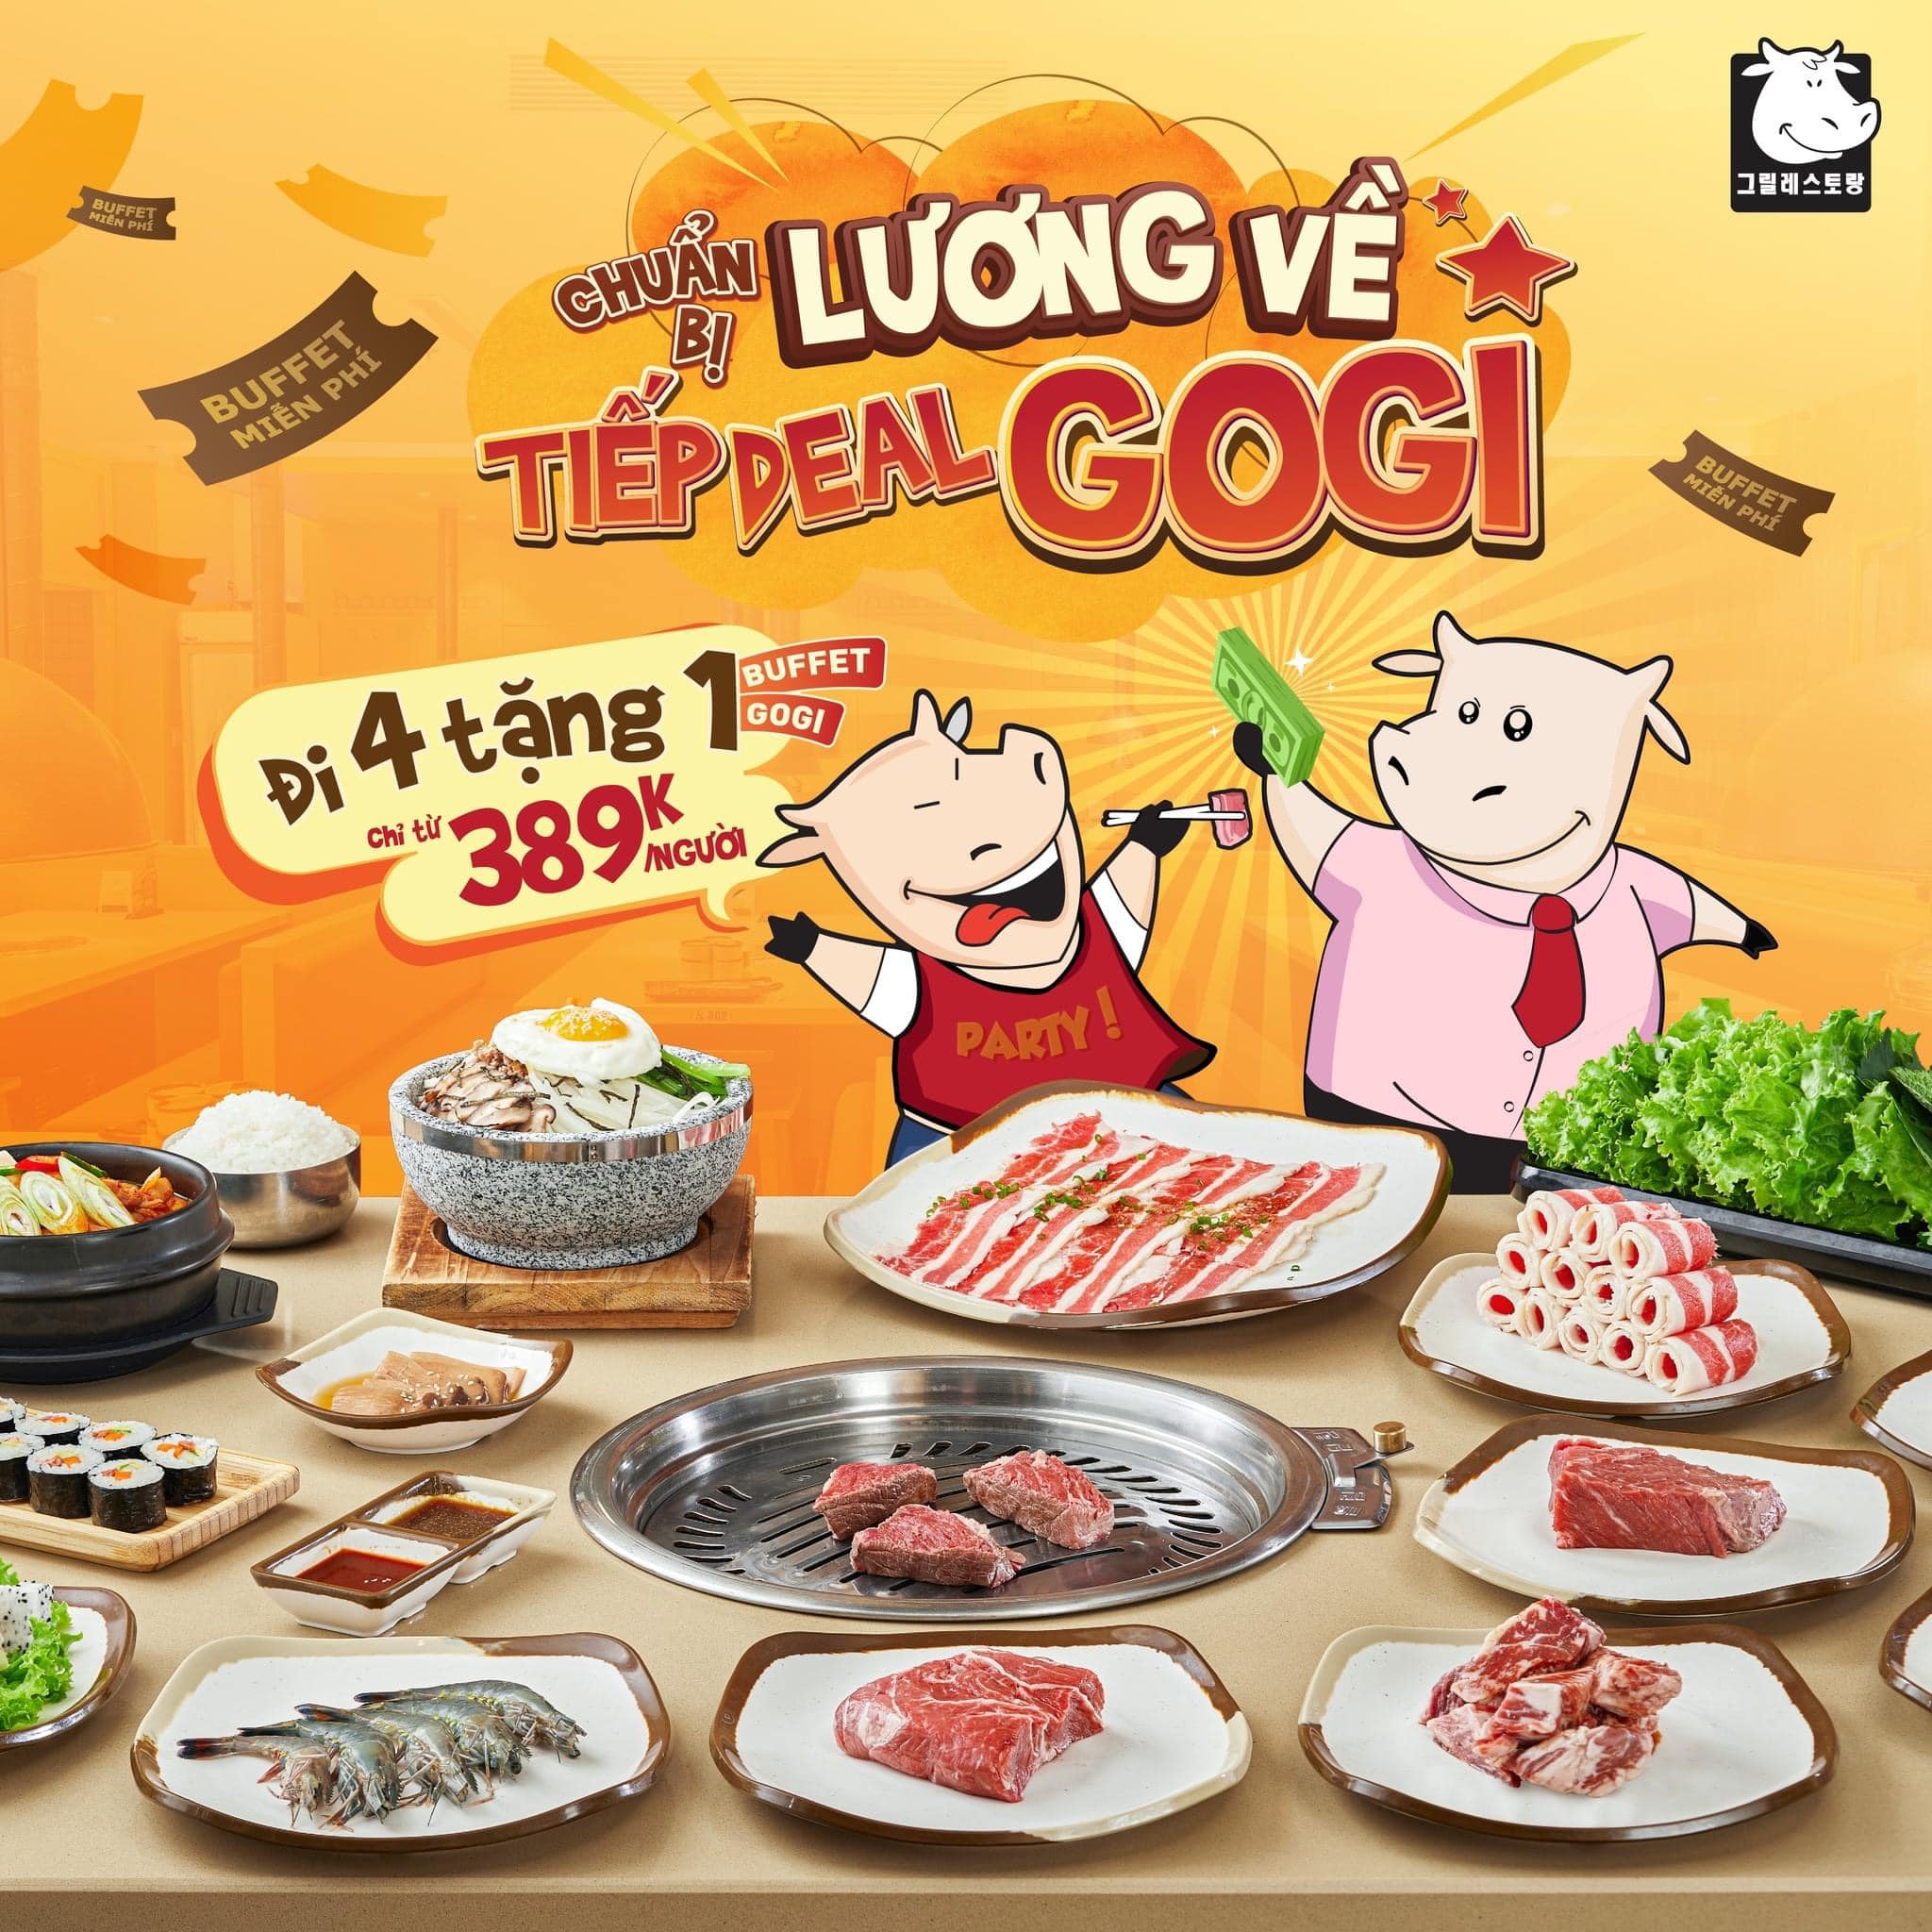 그릴레스토랑
BUFFET
MIỄN PHÍ
CHUẨN BỊ
LƯƠNG VỀ
TIẾP DEAL GOGI
BUFFET
MIỄN PHÍ
BUFFET
MIỄN PHÍ
Đi 4 tặng 1 BUFFET GOGI
chỉ từ 389K/NGƯỜI
PARTY!